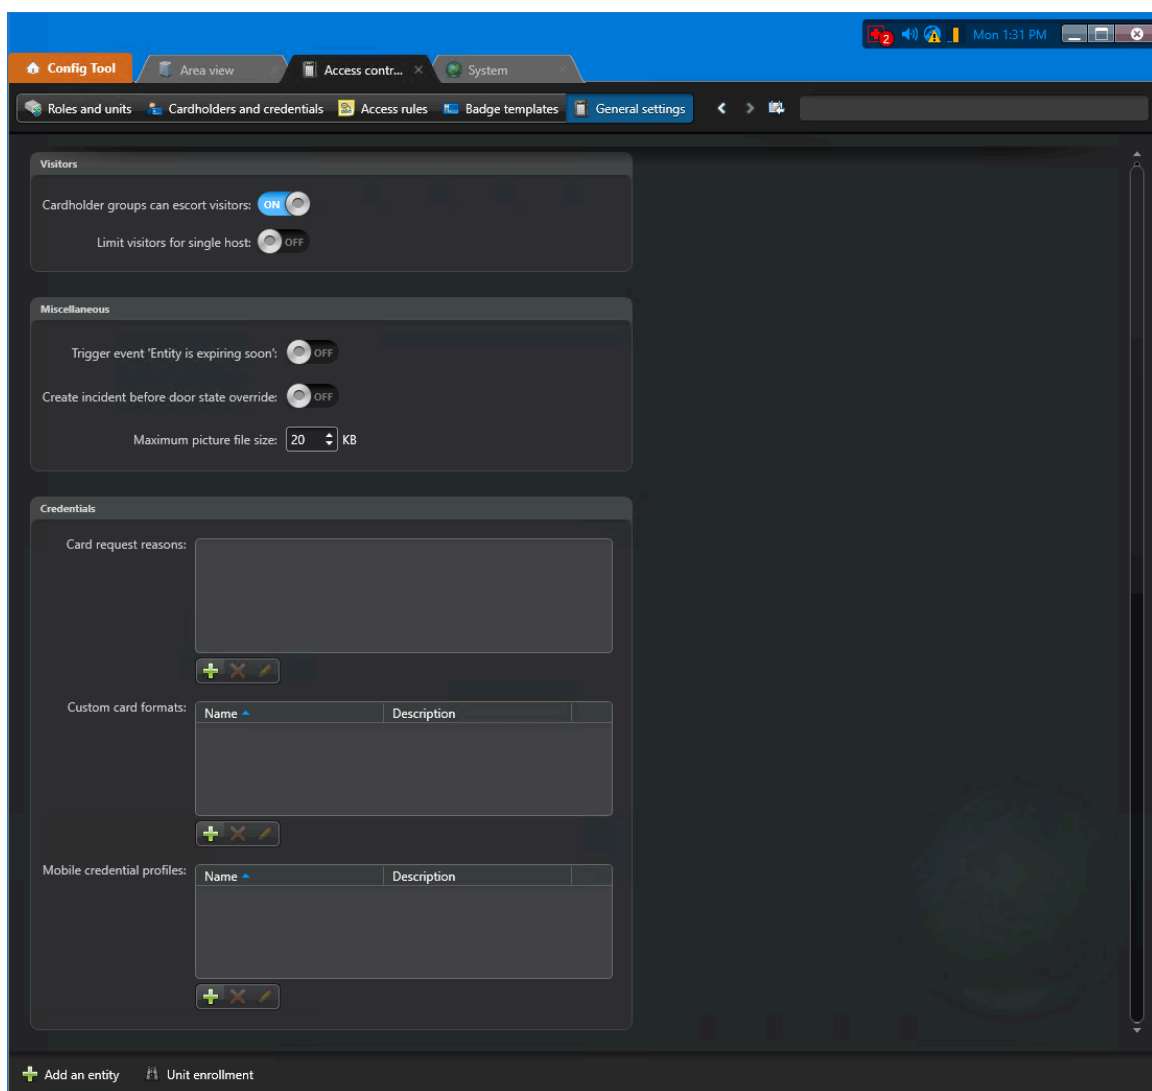 2 Mon 1:31 PM
Config Tool Area view Access contr... System
Roles and units Cardholders and credentials Access rules Badge templates General settings
Visitors
Cardholder groups can escort visitors: ON
Limit visitors for single host: OFF
Miscellaneous
Trigger event 'Entity is expiring soon': OFF
Create incident before door state override: OFF
Maximum picture file size: 20 KB
Credentials
Card request reasons:
Custom card formats: Name Description
Mobile credential profiles: Name Description
Add an entity Unit enrollment